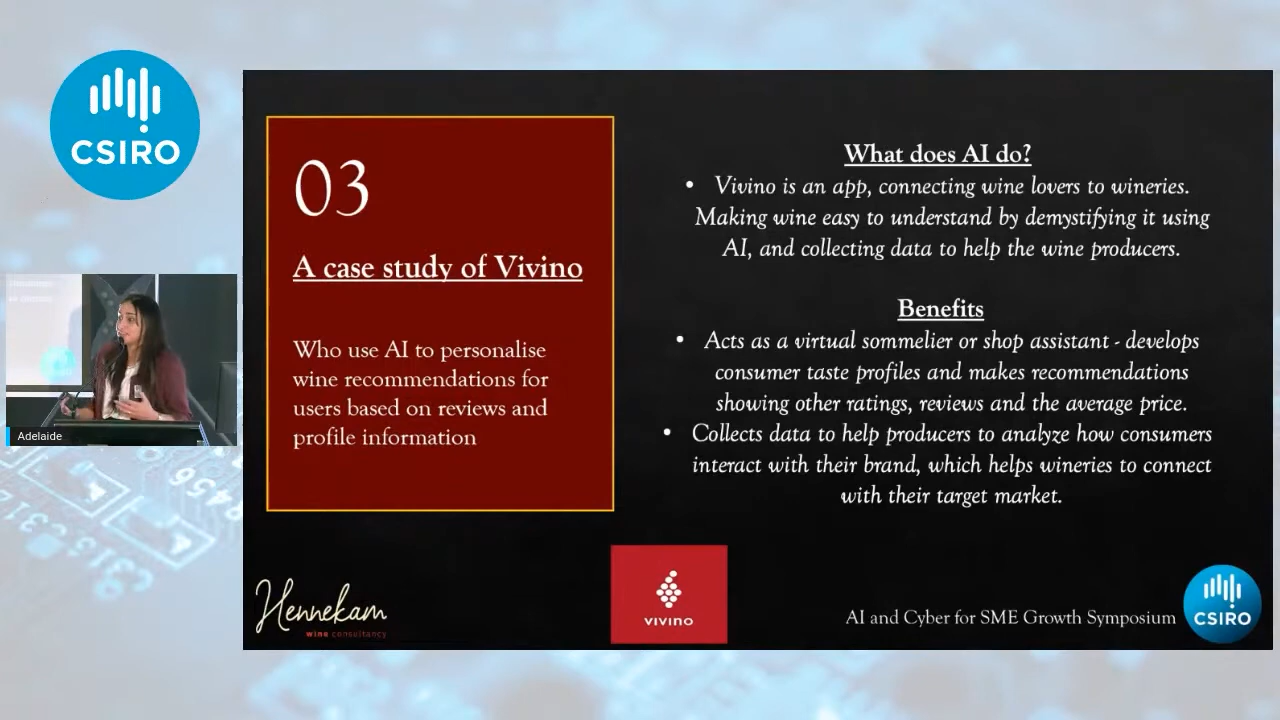 CSIRO
Adelaide
03
A case study of Vivino
Who use AI to personalise
wine recommendations for
users based on reviews and
profile information
What does AI do?
• Vivino is an app, connecting wine lovers to wineries.
Making wine easy to understand by demystifying it using
AI, and collecting data to help the wine producers.
Benefits
• Acts as a virtual sommelier or shop assistant - develops
consumer taste profiles and makes recommendations
showing other ratings, reviews and the average price.
• Collects data to help producers to analyze how consumers
interact with their brand, which helps wineries to connect
with their target market.
Hennekam
wine consultancy
VIVINO
AI and Cyber for SME Growth Symposium
CSIRO